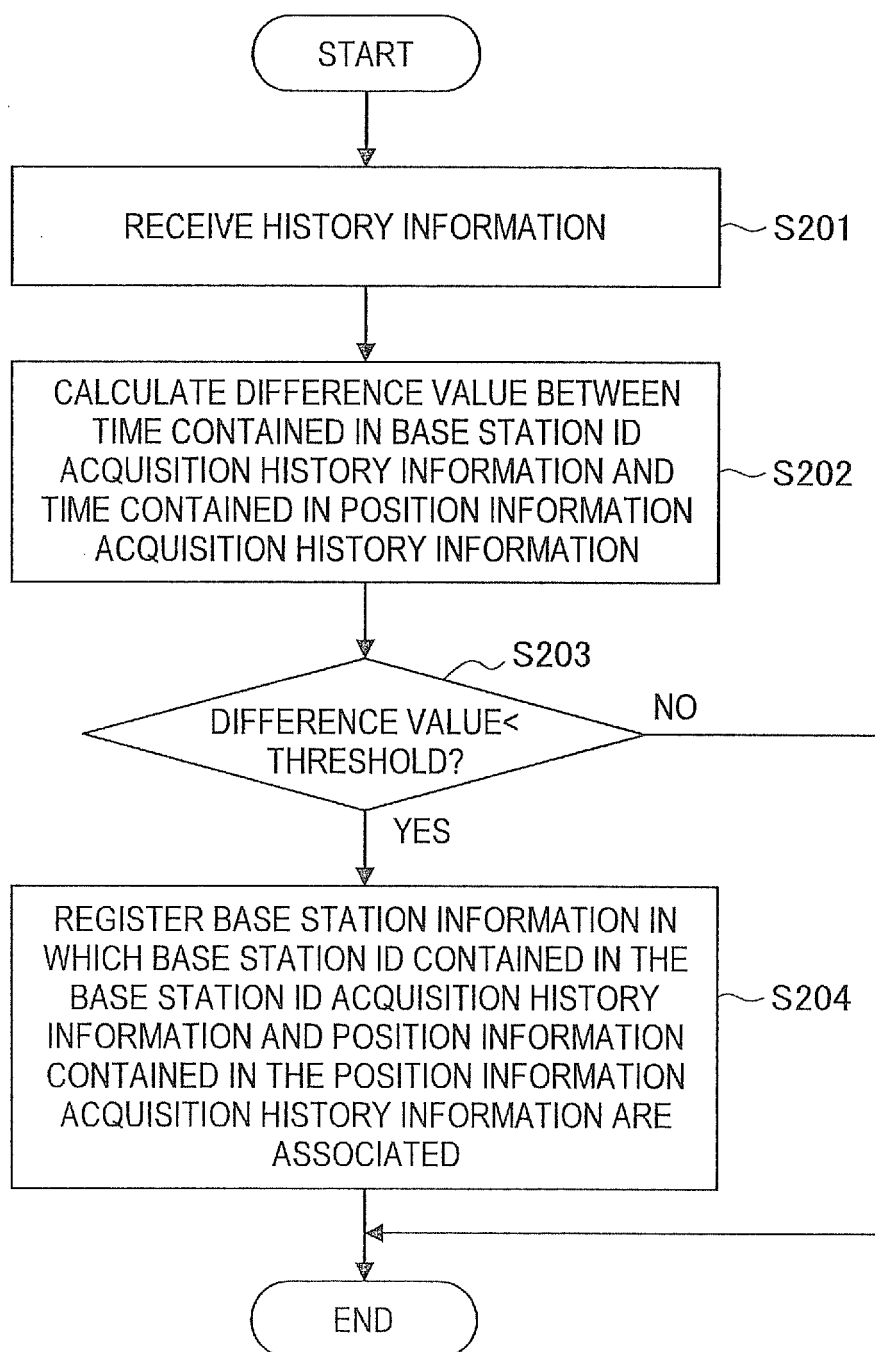 START
RECEIVE HISTORY INFORMATION
S201
CALCULATE DIFFERENCE VALUE BETWEEN
TIME CONTAINED IN BASE STATION ID
ACQUISITION HISTORY INFORMATION AND
TIME CONTAINED IN POSITION INFORMATION
ACQUISITION HISTORY INFORMATION
S202
S203
DIFFERENCE VALUE<
THRESHOLD?
NO
YES
REGISTER BASE STATION INFORMATION IN
WHICH BASE STATION ID CONTAINED IN THE
BASE STATION ID ACQUISITION HISTORY
INFORMATION AND POSITION INFORMATION
CONTAINED IN THE POSITION INFORMATION
ACQUISITION HISTORY INFORMATION ARE
ASSOCIATED
S204
END